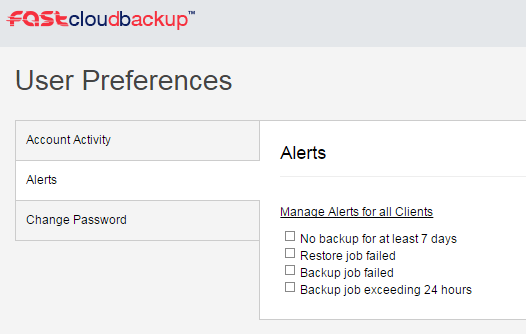 fastcloudbackup™
User Preferences
Account Activity
Alerts
Change Password
Alerts
Manage Alerts for all Clients
No backup for at least 7 days
Restore job failed
Backup job failed
Backup job exceeding 24 hours